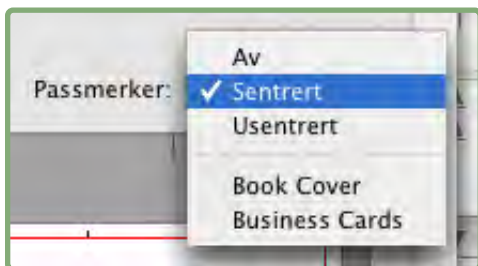 Av
Passmerker: ✓ Sentrert
Usentrert
Book Cover
Business Cards